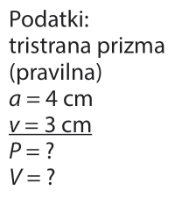 Podatki:
tristrana prizma
(pravilna)
a = 4 cm
v = 3 cm
P = ?
V = ?